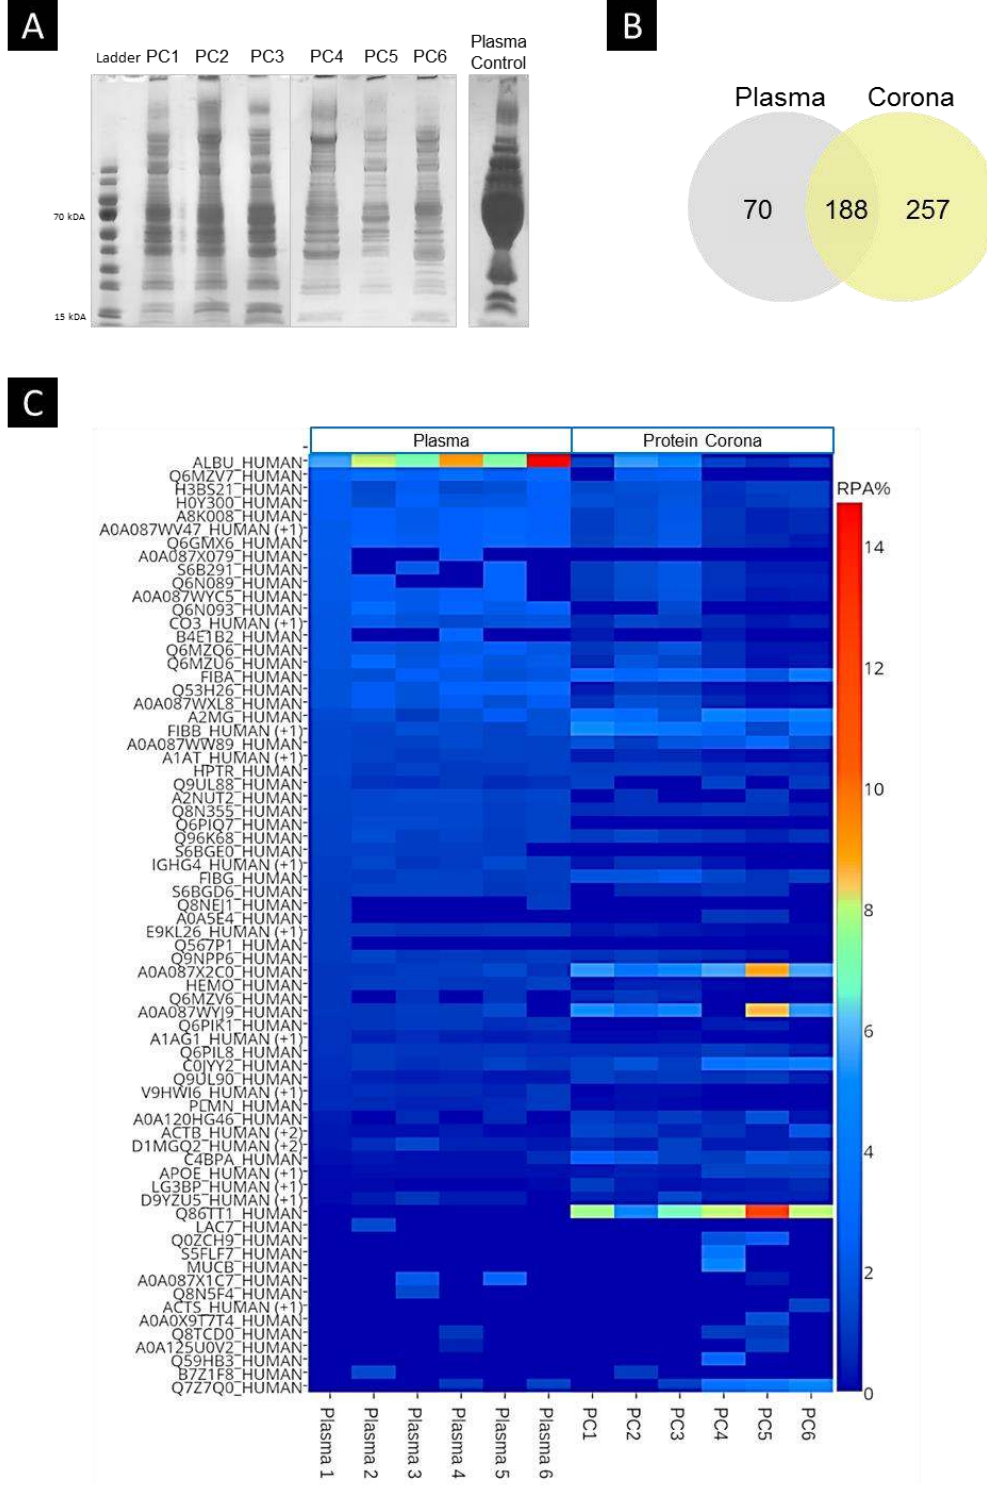 A
B
Ladder PC1 PC2 PC3 PC4 PC5 PC6 Plasma
Control
70 kDA
15 kDA
Plasma Corona
70 188 257
C
Plasma Protein Corona
ALBU_HUMAN
Q6MZV7_HUMAN
H3BS21_HUMAN
H0Y300_HUMAN
A8K008_HUMAN
A0A087WV47_HUMAN (+1)
Q6GMX6_HUMAN
A0A087X079_HUMAN
S6B291_HUMAN
Q6N089_HUMAN
A0A087WYC5_HUMAN
Q6N093_HUMAN
CO3_HUMAN (+1)
B4E1B2_HUMAN
Q6MZQ6_HUMAN
Q6MZU6_HUMAN
FIBA_HUMAN
Q53H26_HUMAN
A0A087WXL8_HUMAN
A2MG_HUMAN
FIBB_HUMAN (+1)
A0A087WW89_HUMAN
A1AT_HUMAN (+1)
HPTR_HUMAN
Q9UL88_HUMAN
A2NUT2_HUMAN
Q8N355_HUMAN
Q6PIQ7_HUMAN
Q96K68_HUMAN
S6BGE0_HUMAN
IGHG4_HUMAN (+1)
FIBG_HUMAN
S6BGD6_HUMAN
Q8NEJ1_HUMAN
A0A5E4_HUMAN
E9KL26_HUMAN (+1)
Q567P1_HUMAN
Q9NPP6_HUMAN
A0A087X2C0_HUMAN
HEMO_HUMAN
Q6MZV6_HUMAN
A0A087WYJ9_HUMAN
Q6PIK1_HUMAN
A1AG1_HUMAN (+1)
Q6PIL8_HUMAN
C0JYY2_HUMAN
Q9UL90_HUMAN
V9HWI6_HUMAN (+1)
PLMN_HUMAN
A0A120HG46_HUMAN
ACTB_HUMAN (+2)
D1MGQ2_HUMAN (+2)
C4BPA_HUMAN
APOE_HUMAN (+1)
LG3BP_HUMAN (+1)
D9YZU5_HUMAN (+1)
Q86TT1_HUMAN
LAC7_HUMAN
Q0ZCH9_HUMAN
S5FLF7_HUMAN
MUCB_HUMAN
A0A087X1C7_HUMAN
Q8N5F4_HUMAN
ACTS_HUMAN (+1)
A0A0X9T7T4_HUMAN
Q8TCD0_HUMAN
A0A125U0V2_HUMAN
Q59HB3_HUMAN
B7Z1F8_HUMAN
Q7Z7Q0_HUMAN
Plasma 1
Plasma 2
Plasma 3
Plasma 4
Plasma 5
Plasma 6
PC1
PC2
PC3
PC4
PC5
PC6
RPA%
14
12
10
8
6
4
2
0